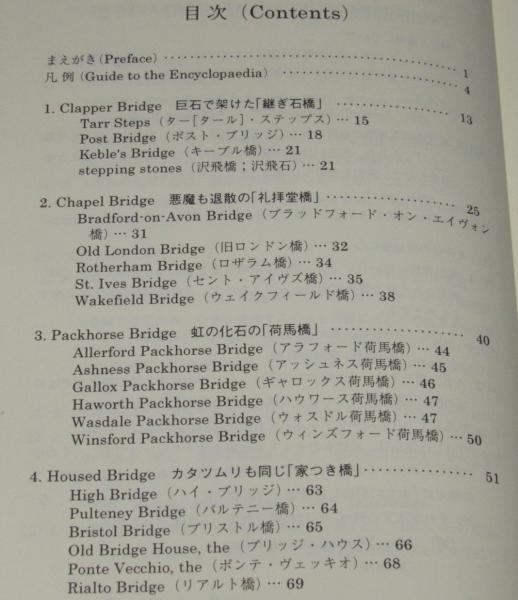 目次 (Contents)
まえがき(Preface) ………………………………………… 1
凡例(Guide to the Encyclopaedia) ………………………… 4
1. Clapper Bridge 巨石で架けた「継ぎ石橋」 ……………… 13
Tarr Steps (ター[タール]・ステップス) … 15
Post Bridge (ポスト・ブリッジ) … 18
Keble's Bridge (キーブル橋) … 21
stepping stones (沢飛橋；沢飛石) … 21
2. Chapel Bridge 悪魔も退散の「礼拝堂橋」 ……………… 25
Bradford-on-Avon Bridge (ブラッドフォード・オン・エイヴォン
橋) … 31
Old London Bridge (旧ロンドン橋) … 32
Rotherham Bridge (ロザラム橋) … 34
St. Ives Bridge (セント・アイヴズ橋) … 35
Wakefield Bridge (ウェイクフィールド橋) … 38
3. Packhorse Bridge 虹の化石の「荷馬橋」 ……………… 40
Allerford Packhorse Bridge (アラフォード荷馬橋) … 44
Ashness Packhorse Bridge (アッシュネス荷馬橋) … 45
Gallox Packhorse Bridge (ギャロックス荷馬橋) … 46
Haworth Packhorse Bridge (ハウワース荷馬橋) … 47
Wasdale Packhorse Bridge (ウォスドル荷馬橋) … 47
Winsford Packhorse Bridge (ウィンズフォード荷馬橋) … 50
4. Housed Bridge カタツムリも同じ「家つき橋」 ……………… 51
High Bridge (ハイ・ブリッジ) … 63
Pulteney Bridge (パルテニー橋) … 64
Bristol Bridge (ブリストル橋) … 65
Old Bridge House, the (ブリッジ・ハウス) … 66
Ponte Vecchio, the (ポンテ・ヴェッキオ) … 68
Rialto Bridge (リアルト橋) … 69